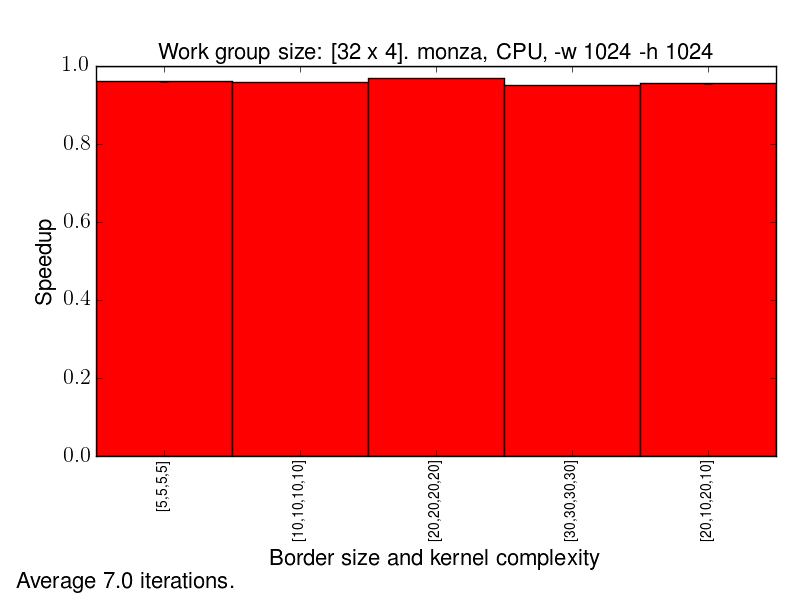 Work group size: [32 x 4]. monza, CPU, -w 1024 -h 1024
1.0
0.8
0.6
0.4
0.2
0.0
Speedup
[5,5,5,5]
[10,10,10,10]
[20,20,20,20]
[30,30,30,30]
[20,10,20,10]
Border size and kernel complexity
Average 7.0 iterations.